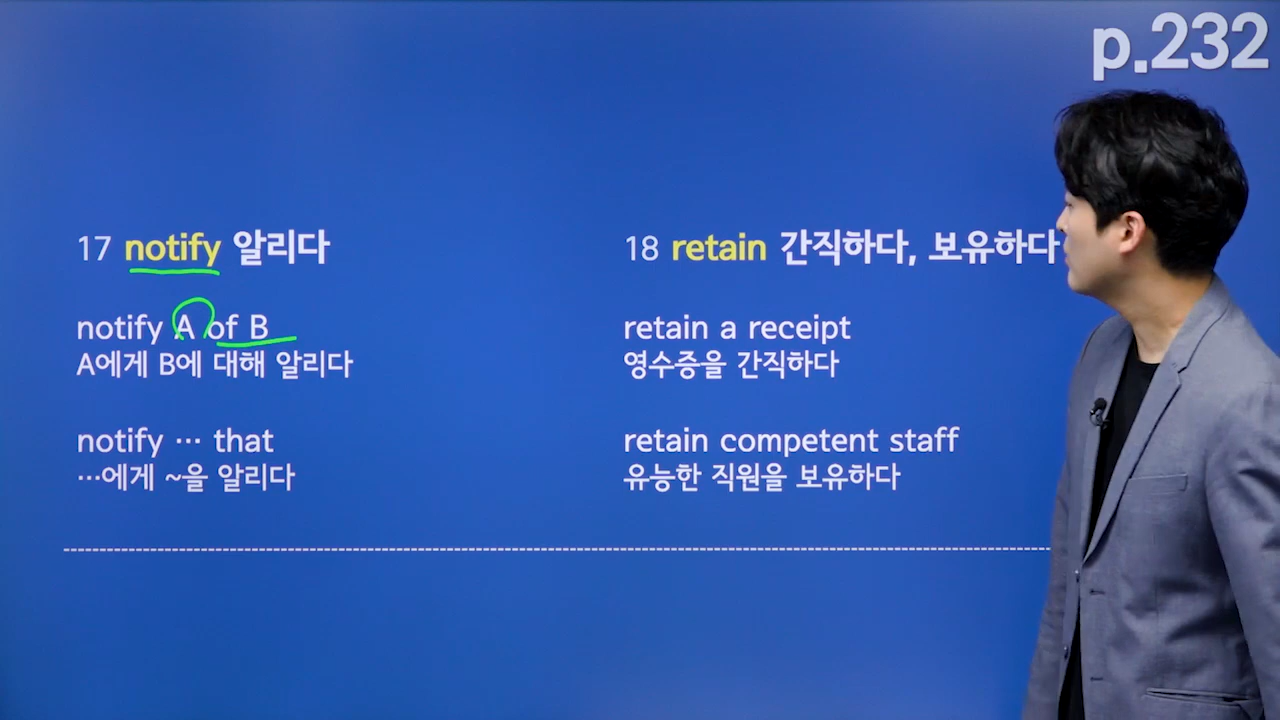 p.232
17 notify 알리다
notify A of B
A에게 B에 대해 알리다
notify ··· that
···에게 ~을 알리다
18 retain 간직하다, 보유하다
retain a receipt
영수증을 간직하다
retain competent staff
유능한 직원을 보유하다